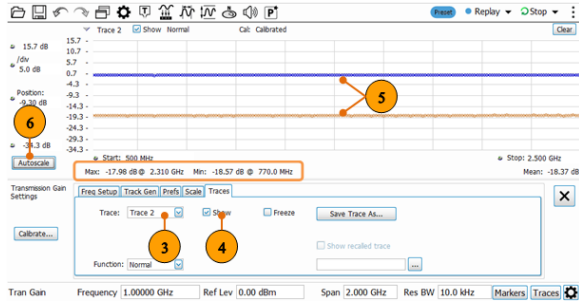 Preset Replay Stop
Trace 2 Show Normal Cal: Calibrated Clear
15.7 dB
/div
5.0 dB
Position:
-9.30 dB
-34.3 dB
Autoscale
15.7
10.7
5.7
0.7
-4.3
-9.3
-14.3
-19.3
-24.3
-29.3
-34.3
5
6
Start: 500 MHz Stop: 2.500 GHz
Max: -17.98 dB @ 2.310 GHz Min: -18.57 dB @ 770.0 MHz Mean: -18.37 dB
Transmission Gain
Settings
Calibrate...
Freq Setup Track Gen Prefs Scale Traces
Trace: Trace 2 Show Freeze Save Trace As...
3 4
Show recalled trace
Function: Normal ...
Tran Gain Frequency 1.00000 GHz Ref Lev 0.00 dBm Span 2.000 GHz Res BW 10.0 kHz Markers Traces